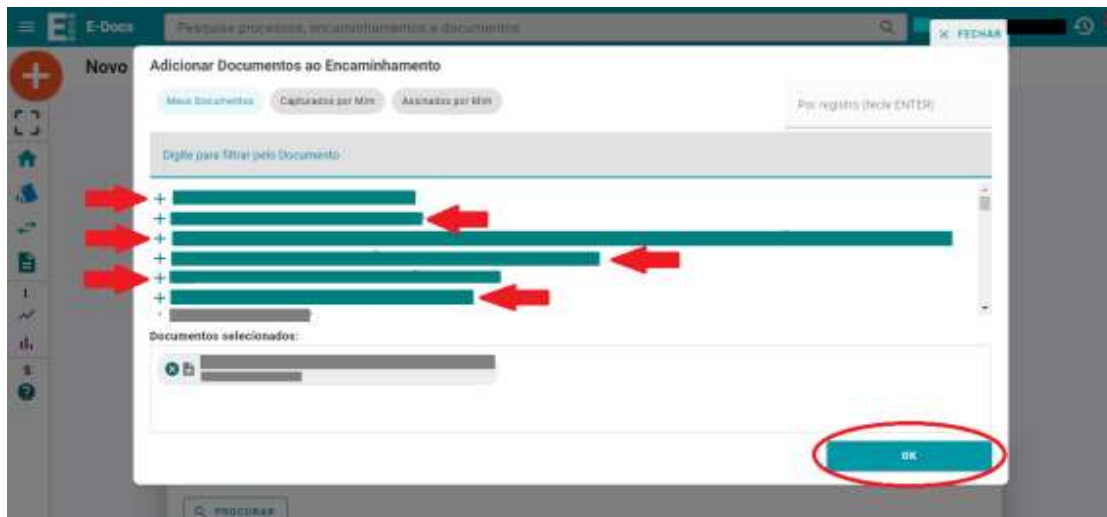 E-Docs
Pesquise processos, encaminhamentos e documentos
× FECHAR
Novo
Adicionar Documentos ao Encaminhamento
Meus Documentos
Capturados por Mim
Assinados por Mim
Por registro (tecle ENTER)
Digite para filtrar pelo Documento
Documentos selecionados:
OK
PROCURAR